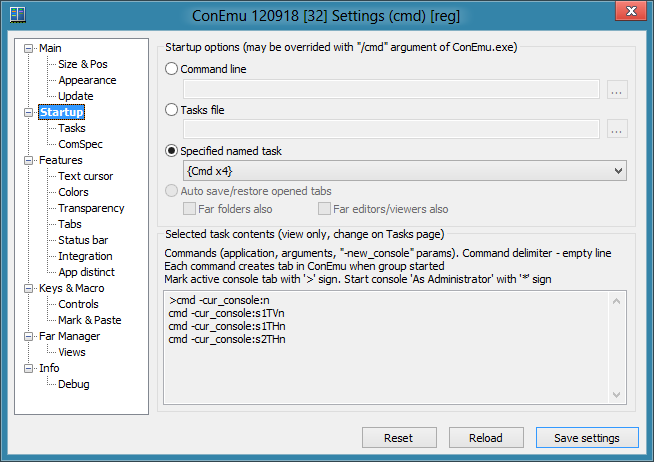 ConEmu 120918 [32] Settings (cmd) [reg]
Main
Size & Pos
Appearance
Update
Startup
Tasks
ComSpec
Features
Text cursor
Colors
Transparency
Tabs
Status bar
Integration
App distinct
Keys & Macro
Controls
Mark & Paste
Far Manager
Views
Info
Debug
Startup options (may be overrided with "/cmd" argument of ConEmu.exe)
Command line
...
Tasks file
...
Specified named task
{Cmd x4}
Auto save/restore opened tabs
Far folders also
Far editors/viewers also
Selected task contents (view only, change on Tasks page)
Commands (application, arguments, "-new_console" params). Command delimiter - empty line
Each command creates tab in ConEmu when group started
Mark active console tab with '>' sign. Start console 'As Administrator' with '*' sign
>cmd -cur_console:n
cmd -cur_console:s1TVn
cmd -cur_console:s1THn
cmd -cur_console:s2THn
Reset
Reload
Save settings